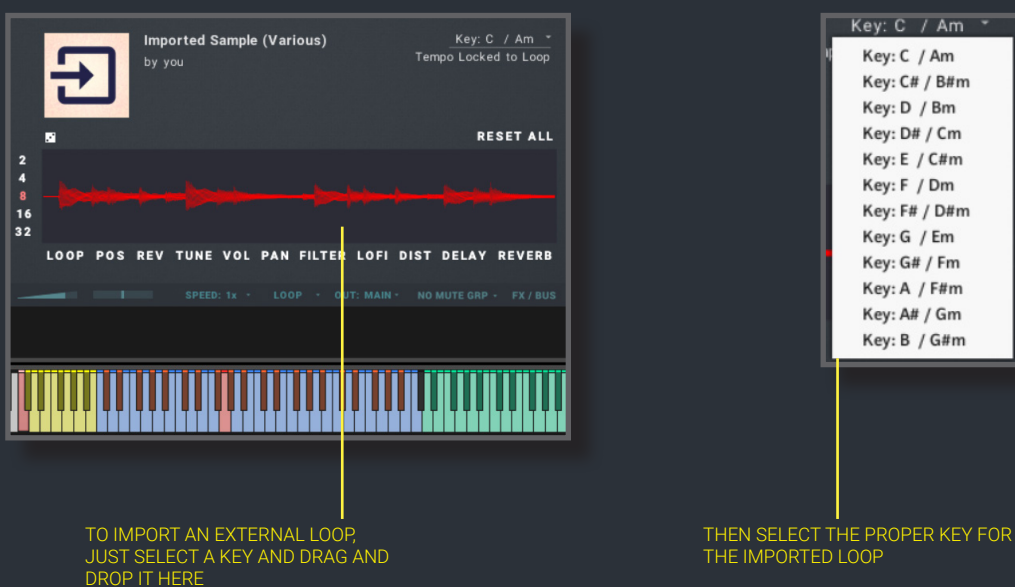 Imported Sample (Various)
by you
Key: C / Am
Tempo Locked to Loop
RESET ALL
2
4
8
16
32
LOOP POS REV TUNE VOL PAN FILTER LOFI DIST DELAY REVERB
SPEED: 1x - LOOP - OUT: MAIN - NO MUTE GRP - FX / BUS
TO IMPORT AN EXTERNAL LOOP,
JUST SELECT A KEY AND DRAG AND
DROP IT HERE
Key: C / Am
Key: C / Am
Key: C# / B#m
Key: D / Bm
Key: D# / Cm
Key: E / C#m
Key: F / Dm
Key: F# / D#m
Key: G / Em
Key: G# / Fm
Key: A / F#m
Key: A# / Gm
Key: B / G#m
THEN SELECT THE PROPER KEY FOR
THE IMPORTED LOOP